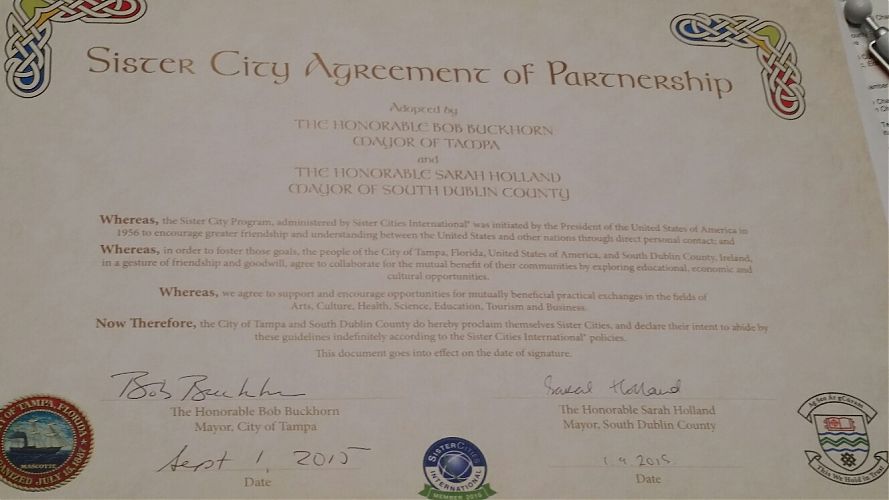 Sister City Agreement of Partnership
Adopted by
THE HONORABLE BOB BUCKHORN
MAYOR OF TAMPA
and
THE HONORABLE SARAH HOLLAND
MAYOR OF SOUTH DUBLIN COUNTY
Whereas, the Sister City Program, administered by Sister Cities International® was initiated by the President of the United States of America in
1956 to encourage greater friendship and understanding between the United States and other nations through direct personal contact; and
Whereas, in order to foster those goals, the people of the City of Tampa, Florida, United States of America, and South Dublin County, Ireland,
in a gesture of friendship and goodwill, agree to collaborate for the mutual benefit of their communities by exploring educational, economic and
cultural opportunities.
Whereas, we agree to support and encourage opportunities for mutually beneficial practical exchanges in the fields of
Arts, Culture, Health, Science, Education, Tourism and Business.
Now Therefore, the City of Tampa and South Dublin County do hereby proclaim themselves Sister Cities, and declare their intent to abide by
these guidelines indefinitely according to the Sister Cities International® policies.
This document goes into effect on the date of signature.
Bob Buckhorn
Sarah Holland
The Honorable Bob Buckhorn
The Honorable Sarah Holland
Mayor, City of Tampa
Mayor, South Dublin County
Sept 1, 2015
1.9.2015.
Date
Date
OF TAMPA, FLORIDA
MASCOTTE
JULY 15, 1887
SISTER CITIES
INTERNATIONAL
MEMBER
Ag Seo Ar gCúram
This We Hold in Trust